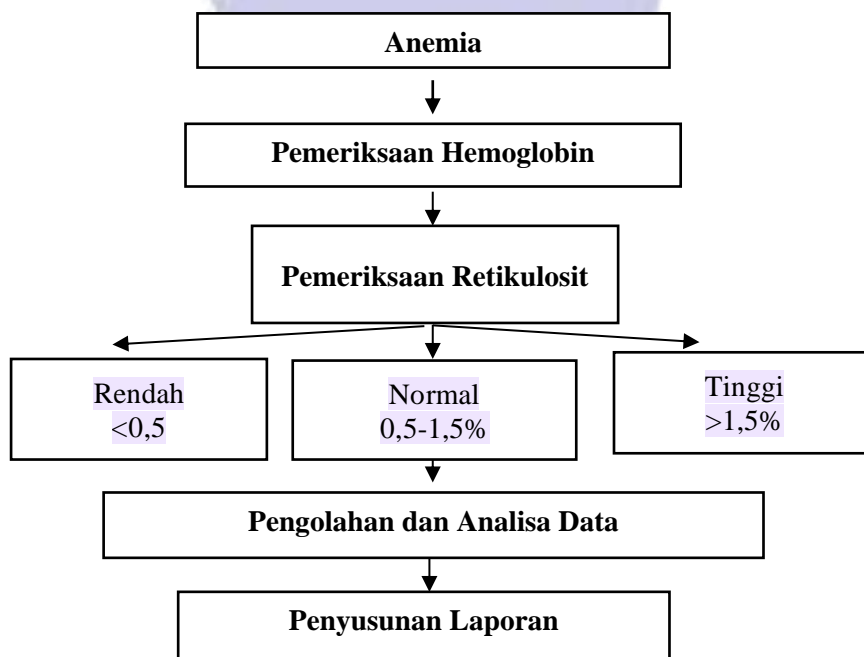 Anemia
Pemeriksaan Hemoglobin
Pemeriksaan Retikulosit
Rendah
<0,5
Normal
0,5-1,5%
Tinggi
>1,5%
Pengolahan dan Analisa Data
Penyusunan Laporan